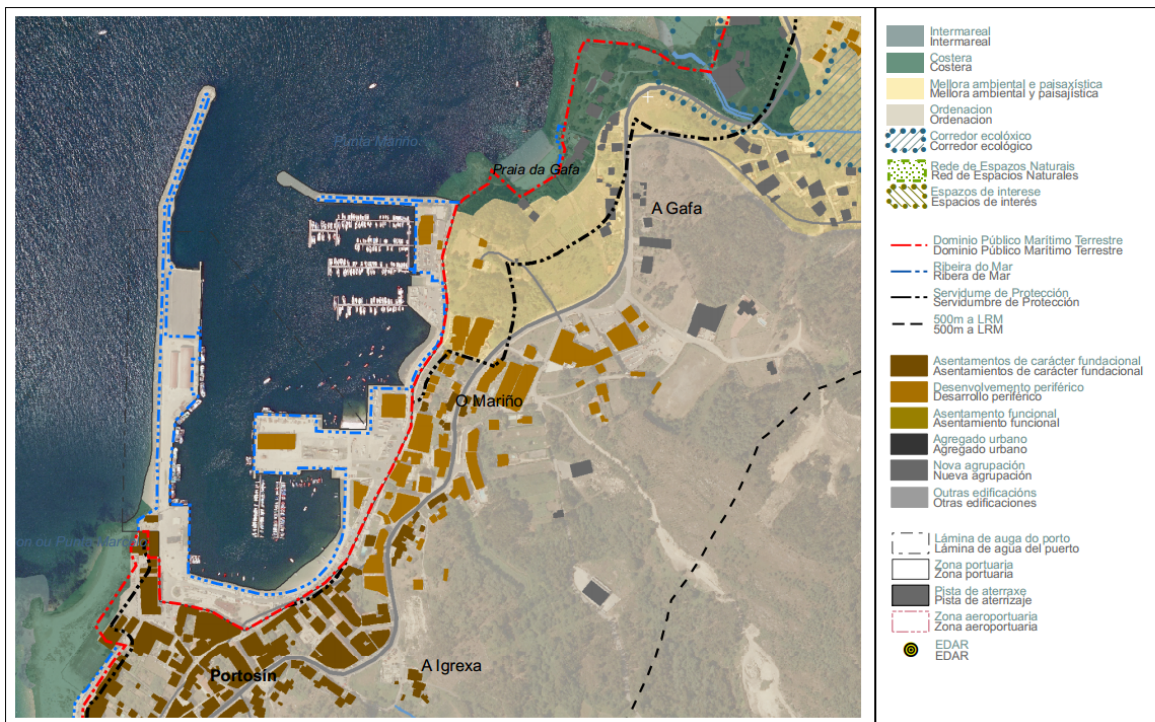 Punta Mariño.
Praia da Gafa
A Gafa
O Mariño
A Igrexa
Portosín
Intermareal
Intermareal
Costera
Costera
Mellora ambiental e paisaxística
Mellora ambiental y paisajística
Ordenacion
Ordenacion
Corredor ecolóxico
Corredor ecológico
Rede de Espazos Naturais
Red de Espacios Naturales
Espazos de interese
Espacios de interés
Dominio Público Marítimo Terrestre
Dominio Público Marítimo Terrestre
Ribeira do Mar
Ribera de Mar
Servidume de Protección
Servidumbre de Protección
500m a LRM
500m a LRM
Asentamentos de carácter fundacional
Asentamientos de carácter fundacional
Desenvolvemento periférico
Desarrollo periférico
Asentamento funcional
Asentamiento funcional
Agregado urbano
Agregado urbano
Nova agrupación
Nueva agrupación
Outras edificacións
Otras edificaciones
Lámina de auga do porto
Lámina de agua del puerto
Zona portuaria
Zona portuaria
Pista de aterraxe
Pista de aterrizaje
Zona aeroportuaria
Zona aeroportuaria
EDAR
EDAR